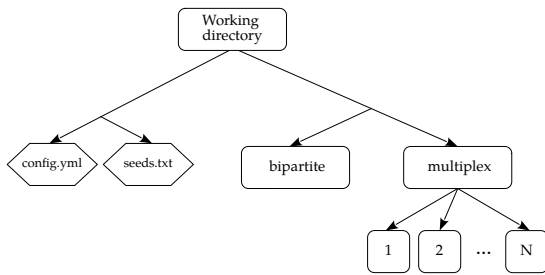 Working
directory
config.yml
seeds.txt
bipartite
multiplex
1
2
...
N